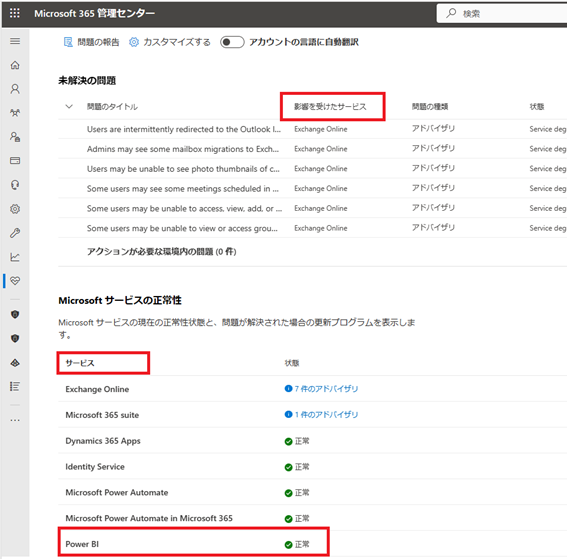 Microsoft 365 管理センター
検索
問題の報告 カスタマイズする アカウントの言語に自動翻訳
未解決の問題
問題のタイトル 影響を受けたサービス 問題の種類 状態
Users are intermittently redirected to the Outlook I... Exchange Online アドバイザリ Service deg
Admins may see some mailbox migrations to Exch... Exchange Online アドバイザリ Service deg
Users may be unable to see photo thumbnails of c... Exchange Online アドバイザリ Service deg
Some users may see some meetings scheduled in ... Exchange Online アドバイザリ Service deg
Some users may be unable to access, view, add, or ... Exchange Online アドバイザリ Service deg
Some users may be unable to view or access grou... Exchange Online アドバイザリ Service deg
アクションが必要な環境内の問題 (0 件)
Microsoft サービスの正常性
Microsoft サービスの現在の正常性状態と、問題が解決された場合の更新プログラムを表示しま
す。
サービス 状態
Exchange Online 7 件のアドバイザリ
Microsoft 365 suite 1 件のアドバイザリ
Dynamics 365 Apps 正常
Identity Service 正常
Microsoft Power Automate 正常
Microsoft Power Automate in Microsoft 365 正常
Power BI 正常